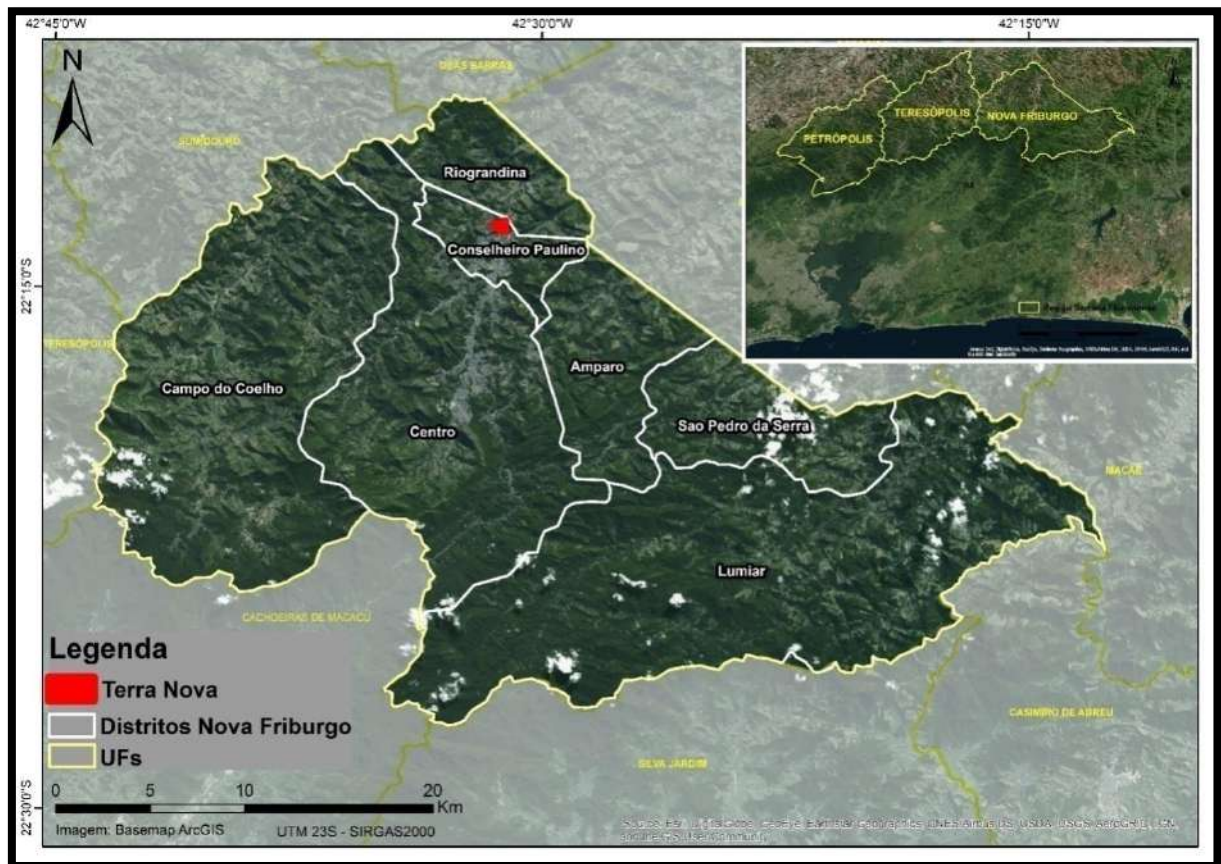 42°45'0"W
42°30'0"W
42°15'0"W
N
DUAS BARRAS
SUMIDOURO
TERESÓPOLIS
NOVA FRIBURGO
PETRÓPOLIS
Riograndina
Conselheiro Paulino
22°15'0"S
TERESÓPOLIS
Campo do Coelho
Amparo
Centro
Sao Pedro da Serra
MACAÉ
Lumiar
CACHOEIRAS DE MACACU
Legenda
Terra Nova
Distritos Nova Friburgo
UFs
CASIMIRO DE ABREU
SILVA JARDIM
0 5 10 20
Km
22°30'0"S
Imagem: Basemap ArcGIS
UTM 23S - SIRGAS2000